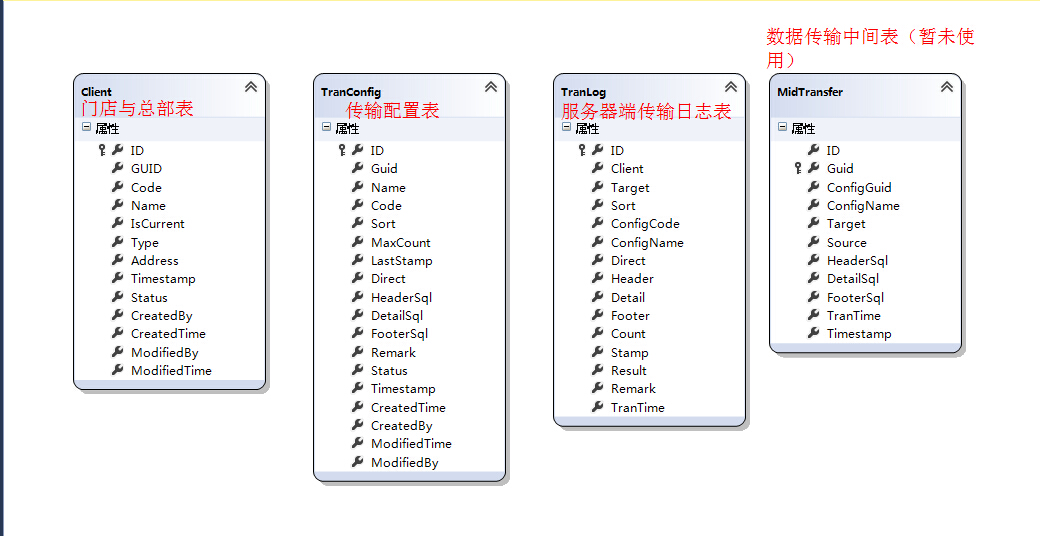 数据传输中间表（暂未使
用）
Client
门店与总部表
属性
ID
GUID
Code
Name
IsCurrent
Type
Address
Timestamp
Status
CreatedBy
CreatedTime
ModifiedBy
ModifiedTime
TranConfig
传输配置表
属性
ID
Guid
Name
Code
Sort
MaxCount
LastStamp
Direct
HeaderSql
DetailSql
FooterSql
Remark
Status
Timestamp
CreatedTime
CreatedBy
ModifiedTime
ModifiedBy
TranLog
服务器端传输日志表
属性
ID
Client
Target
Sort
ConfigCode
ConfigName
Direct
Header
Detail
Footer
Count
Stamp
Result
Remark
TranTime
MidTransfer
属性
ID
Guid
ConfigGuid
ConfigName
Target
Source
HeaderSql
DetailSql
FooterSql
TranTime
Timestamp